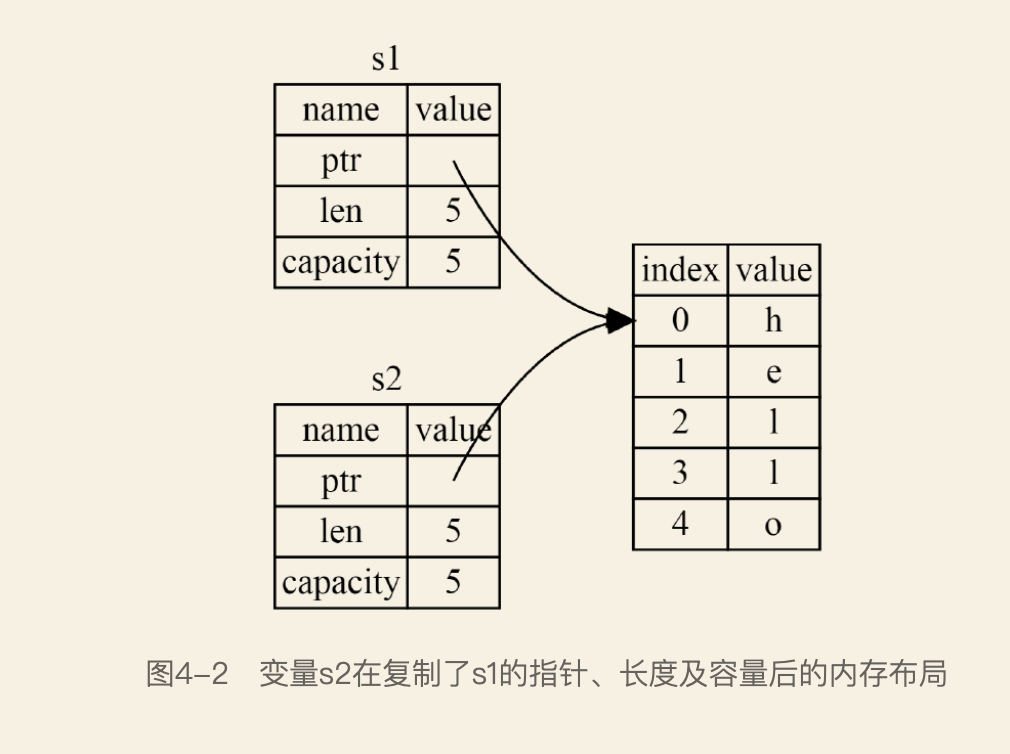 s1
name value
ptr
len 5
capacity 5
index value
0 h
1 e
2 l
3 l
4 o
s2
name value
ptr
len 5
capacity 5
图4–2 变量s2在复制了s1的指针、长度及容量后的内存布局